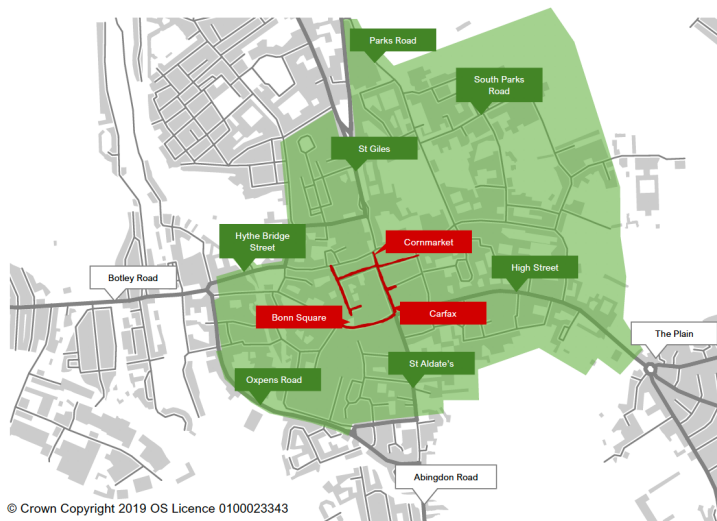 Parks Road
South Parks
Road
St Giles
Hythe Bridge
Street
Cornmarket
Botley Road
High Street
Bonn Square
Carfax
The Plain
St Aldate's
Oxpens Road
Abingdon Road
© Crown Copyright 2019 OS Licence 0100023343